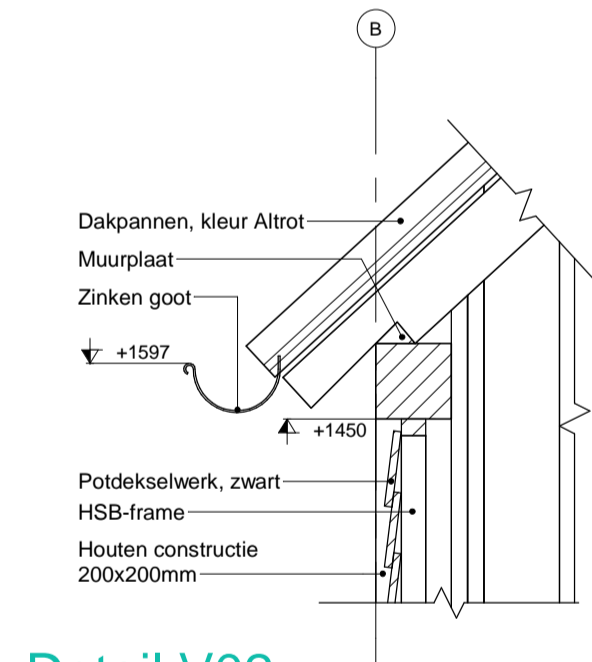 B
Dakpannen, kleur Altrot
Muurplaat
Zinken goot
+1597
+1450
Potdekselwerk, zwart
HSB-frame
Houten constructie
200x200mm